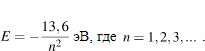 E = −13,6/n² эВ, где n = 1, 2, 3, ... .